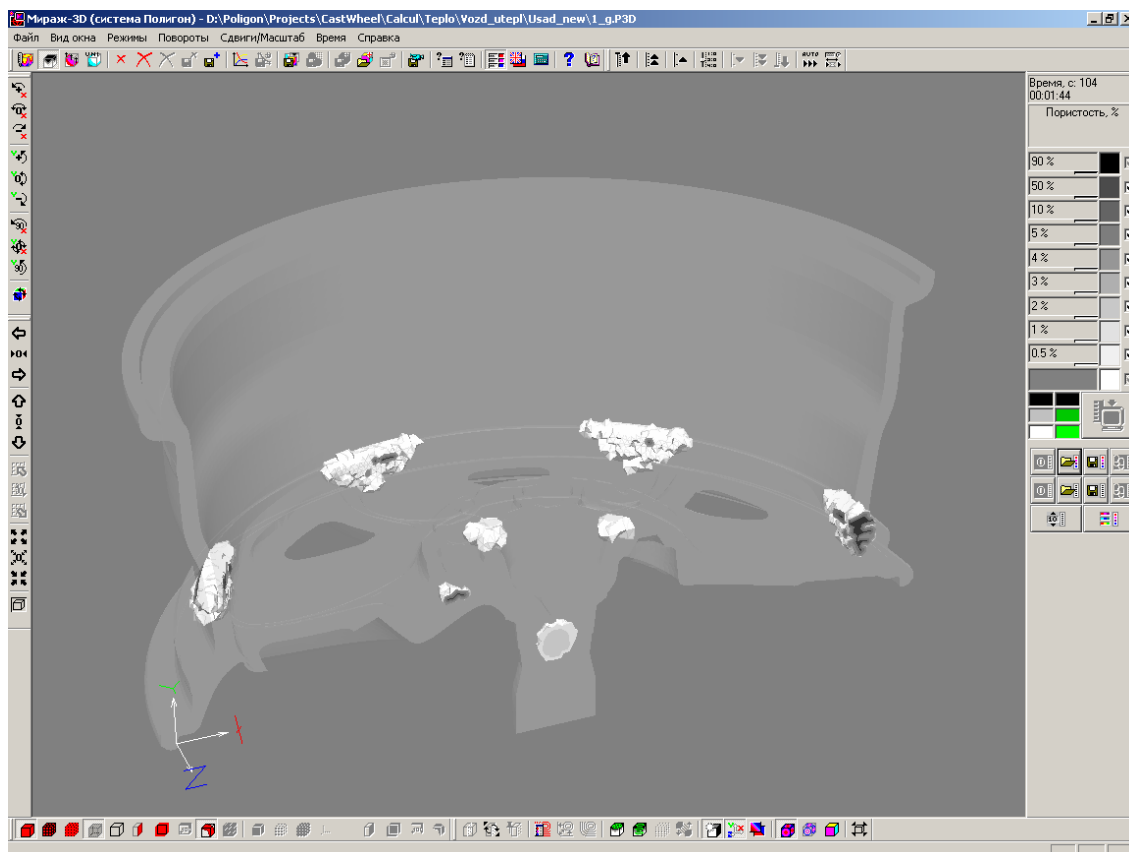 Мираж-3D (система Полигон) - D:\Poligon\Projects\CastWheel\Calcul\Teplo\Vozd_utepl\Usad_new\1_g.P3D
Файл Вид окна Режимы Повороты Сдвиги/Масштаб Время Справка
Время, с: 104
00:01:44
Пористость, %
90 %
50 %
10 %
5 %
4 %
3 %
2 %
1 %
0.5 %
Y
X
Z